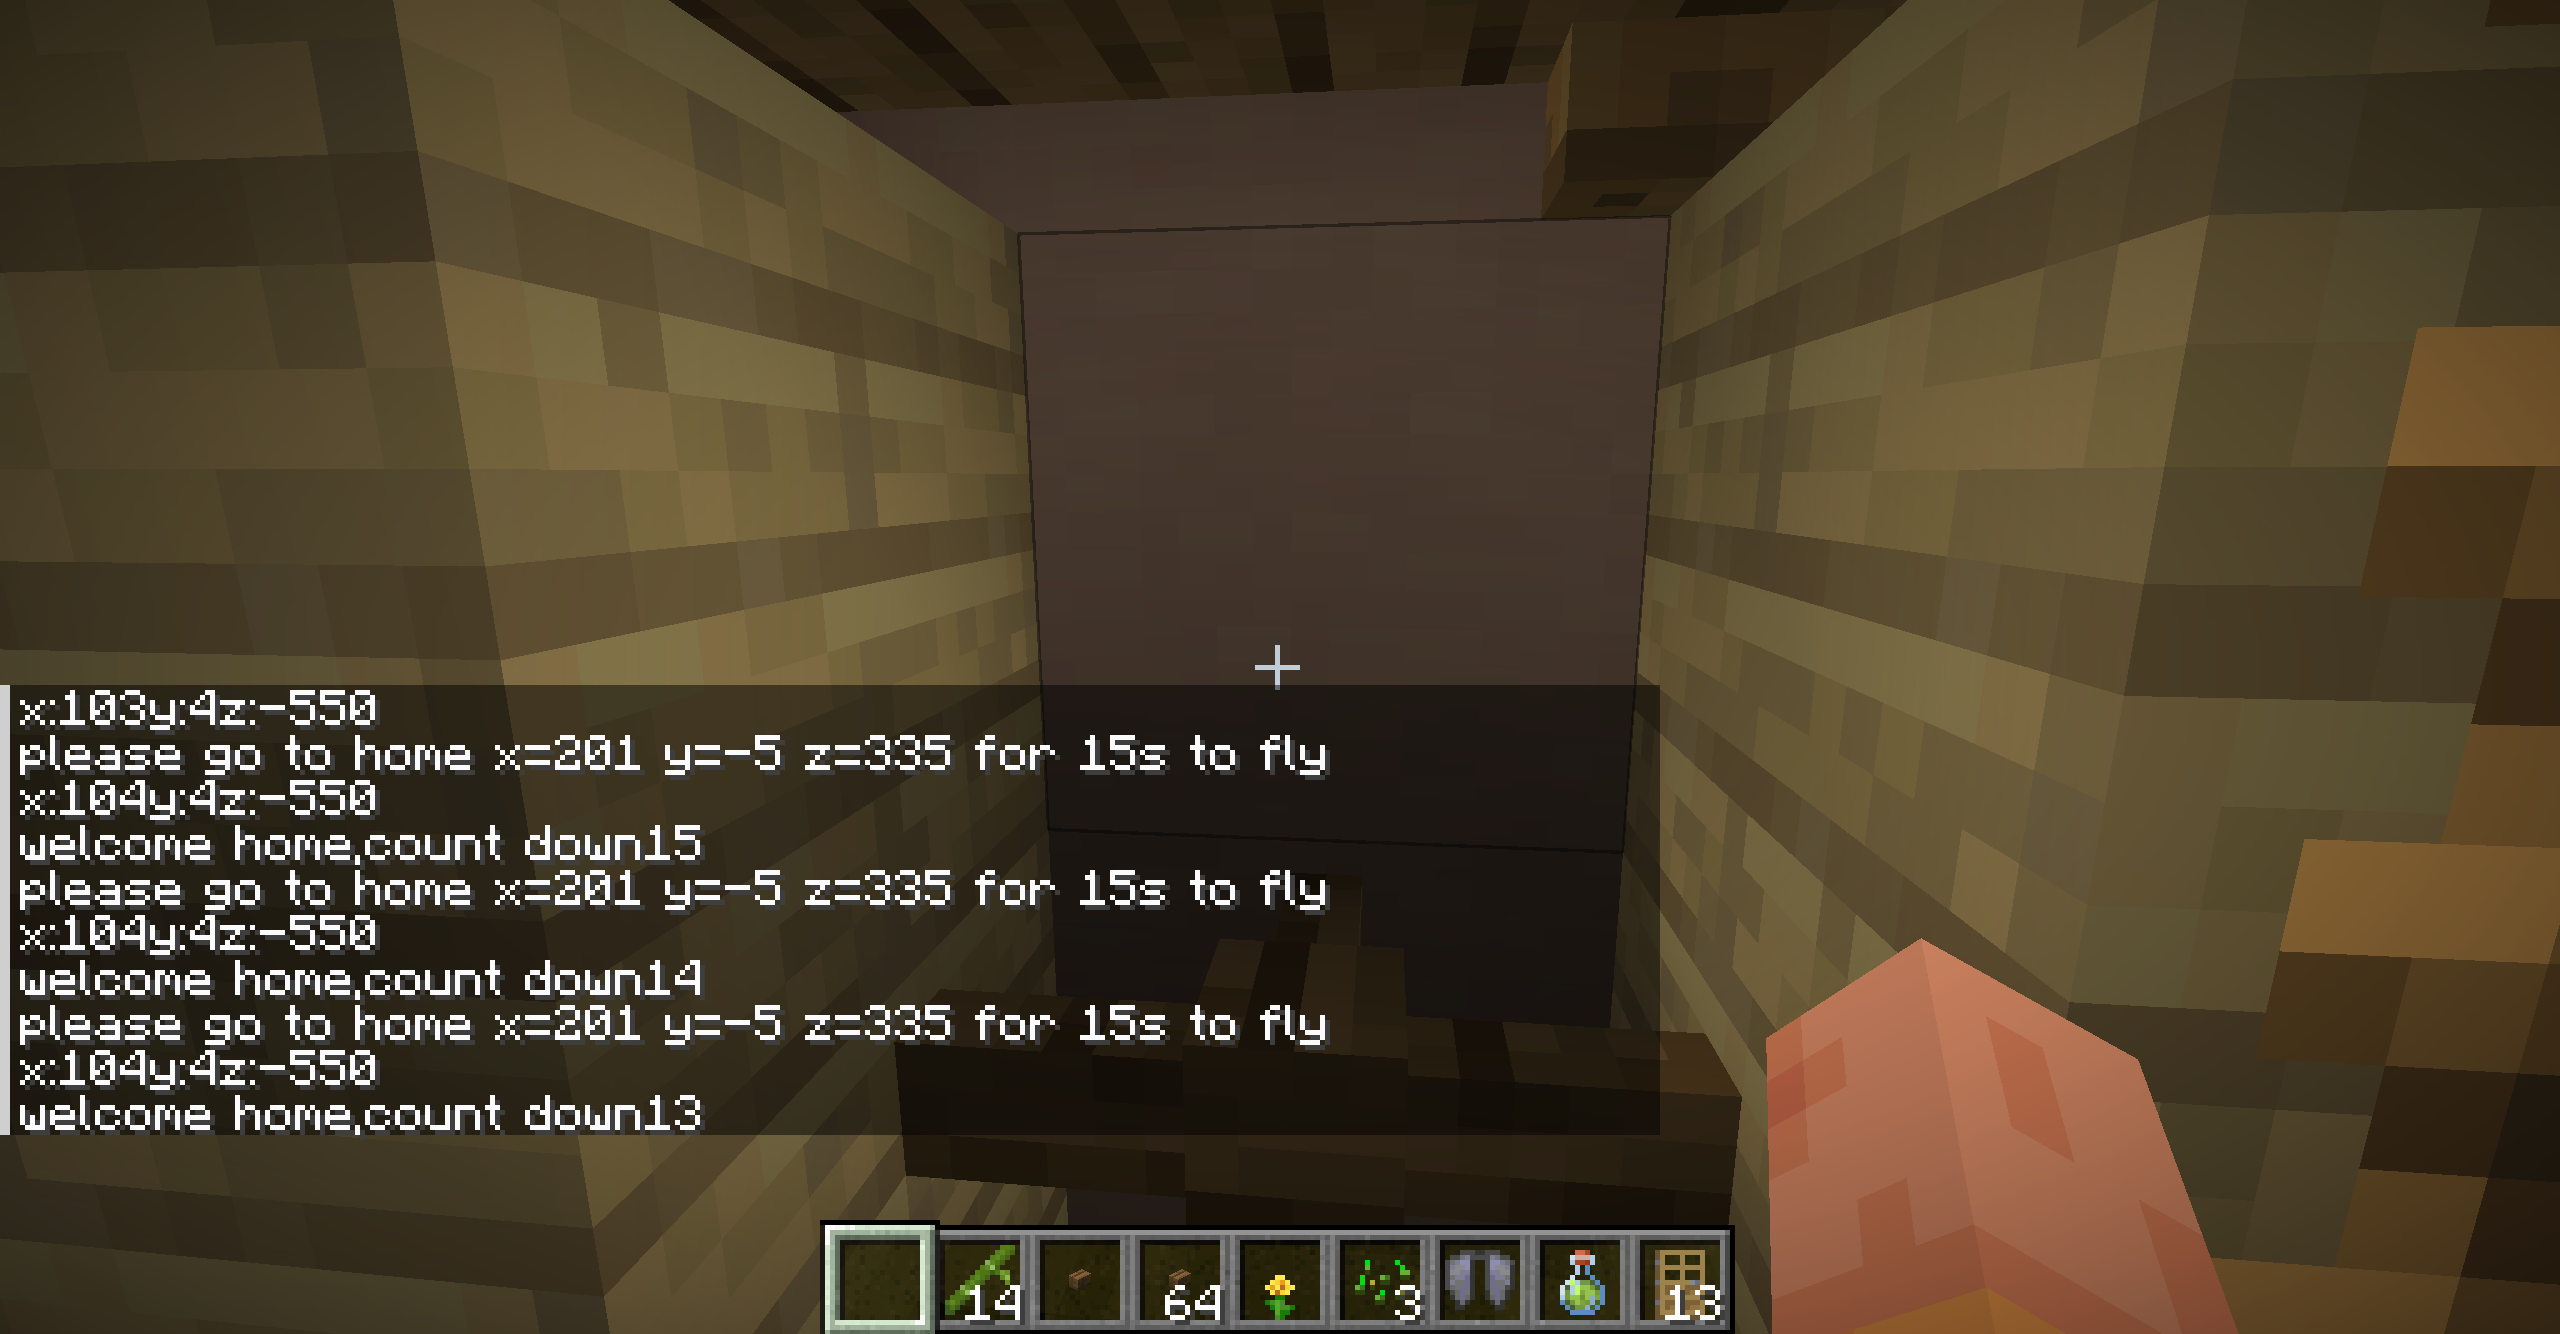 x:103y:4z:-550
please go to home x=201 y=-5 z=335 for 15s to fly
x:104y:4z:-550
welcome home,count down15
please go to home x=201 y=-5 z=335 for 15s to fly
x:104y:4z:-550
welcome home,count down14
please go to home x=201 y=-5 z=335 for 15s to fly
x:104y:4z:-550
welcome home,count down13
14 64 3 13